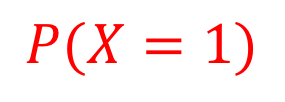 P(X = 1)